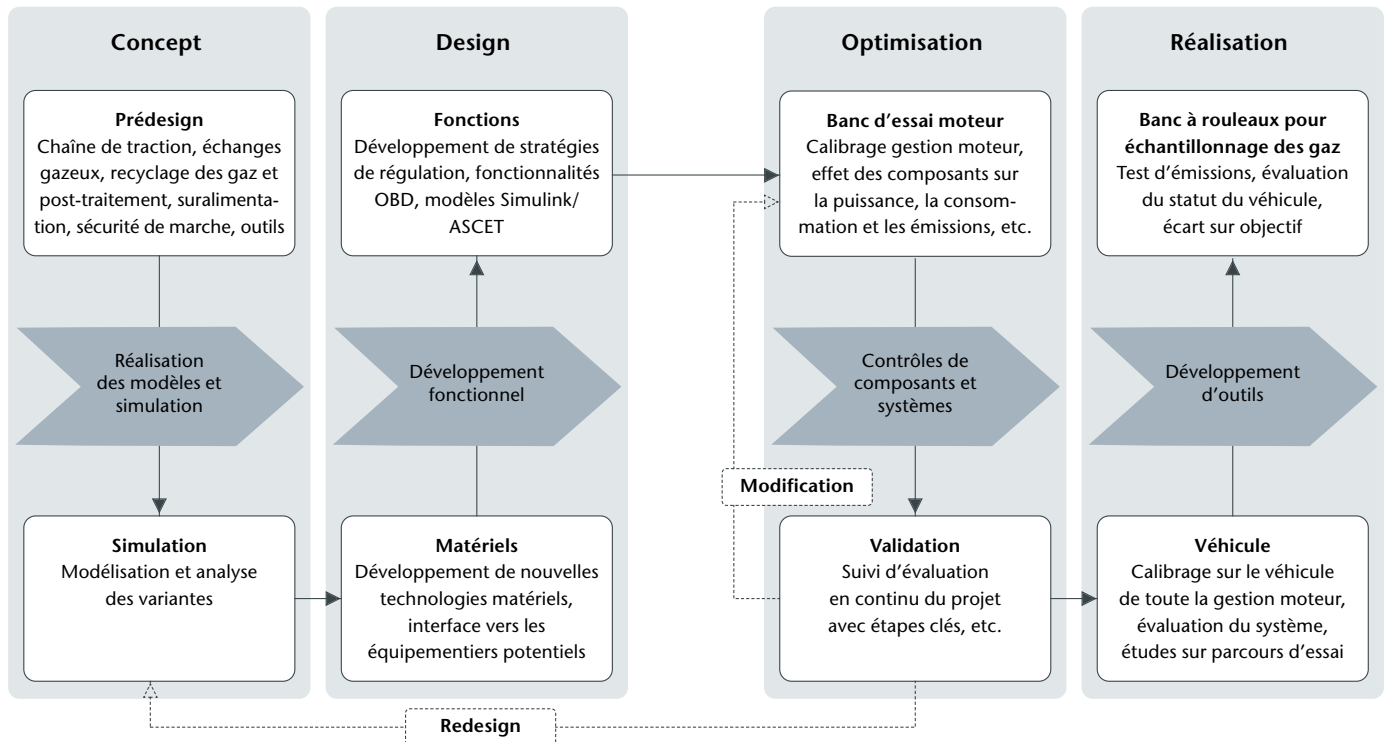 Concept
Prédesign
Chaîne de traction, échanges
gazeux, recyclage des gaz et
post-traitement, suralimenta-
tion, sécurité de marche, outils
Réalisation
des modèles et
simulation
Simulation
Modélisation et analyse
des variantes
Design
Fonctions
Développement de stratégies
de régulation, fonctionnalités
OBD, modèles Simulink/
ASCET
Développement
fonctionnel
Matériels
Développement de nouvelles
technologies matériels,
interface vers les
équipementiers potentiels
Optimisation
Banc d'essai moteur
Calibrage gestion moteur,
effet des composants sur
la puissance, la consom-
mation et les émissions, etc.
Contrôles de
composants et
systèmes
Modification
Validation
Suivi d'évaluation
en continu du projet
avec étapes clés, etc.
Réalisation
Banc à rouleaux pour
échantillonnage des gaz
Test d'émissions, évaluation
du statut du véhicule,
écart sur objectif
Développement
d'outils
Véhicule
Calibrage sur le véhicule
de toute la gestion moteur,
évaluation du système,
études sur parcours d'essai
Redesign